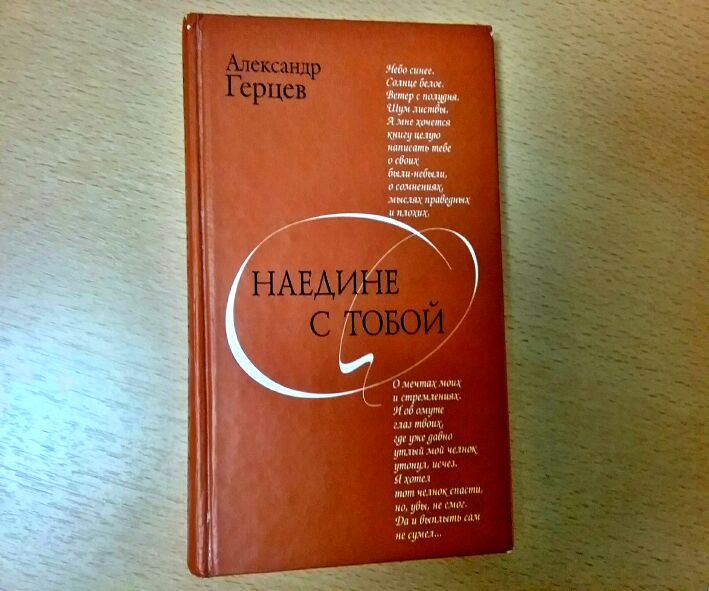 Александр
Герцев
Небо синее.
Солнце белое.
Ветер с полудня.
Шум листвы.
А мне хочется
книгу целую
написать тебе
о своих
были-небыли,
о сомнениях,
мыслях праведных
и плохих.
НАЕДИНЕ
С ТОБОЙ
О мечтах моих
и стремлениях.
И об омуте
глаз твоих,
где уже давно
утлый мой челнок
утонул, исчез.
Я хотел
тот челнок спасти,
но, увы, не смог.
Да и выплыть сам
не сумел...